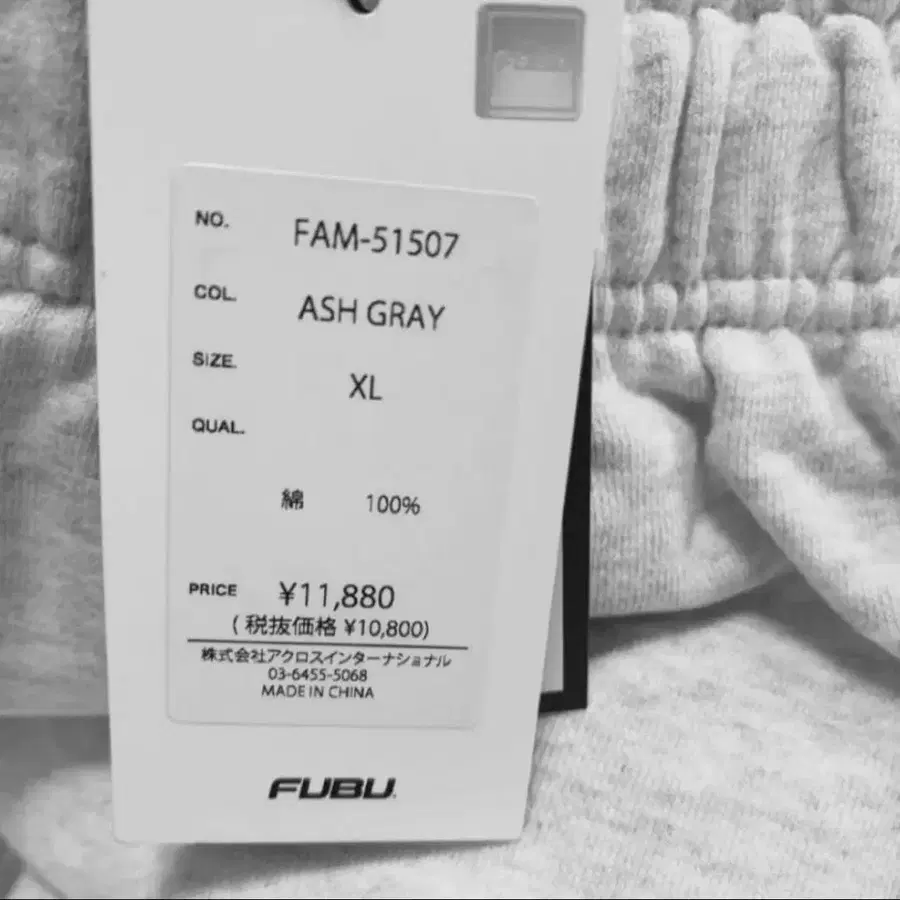 NO. FAM-51507
COL. ASH GRAY
SIZE. XL
QUAL.
綿 100%
PRICE ¥11,880
(税抜価格 ¥10,800)
株式会社アクロスインターナショナル
03-6455-5068
MADE IN CHINA
FUBU